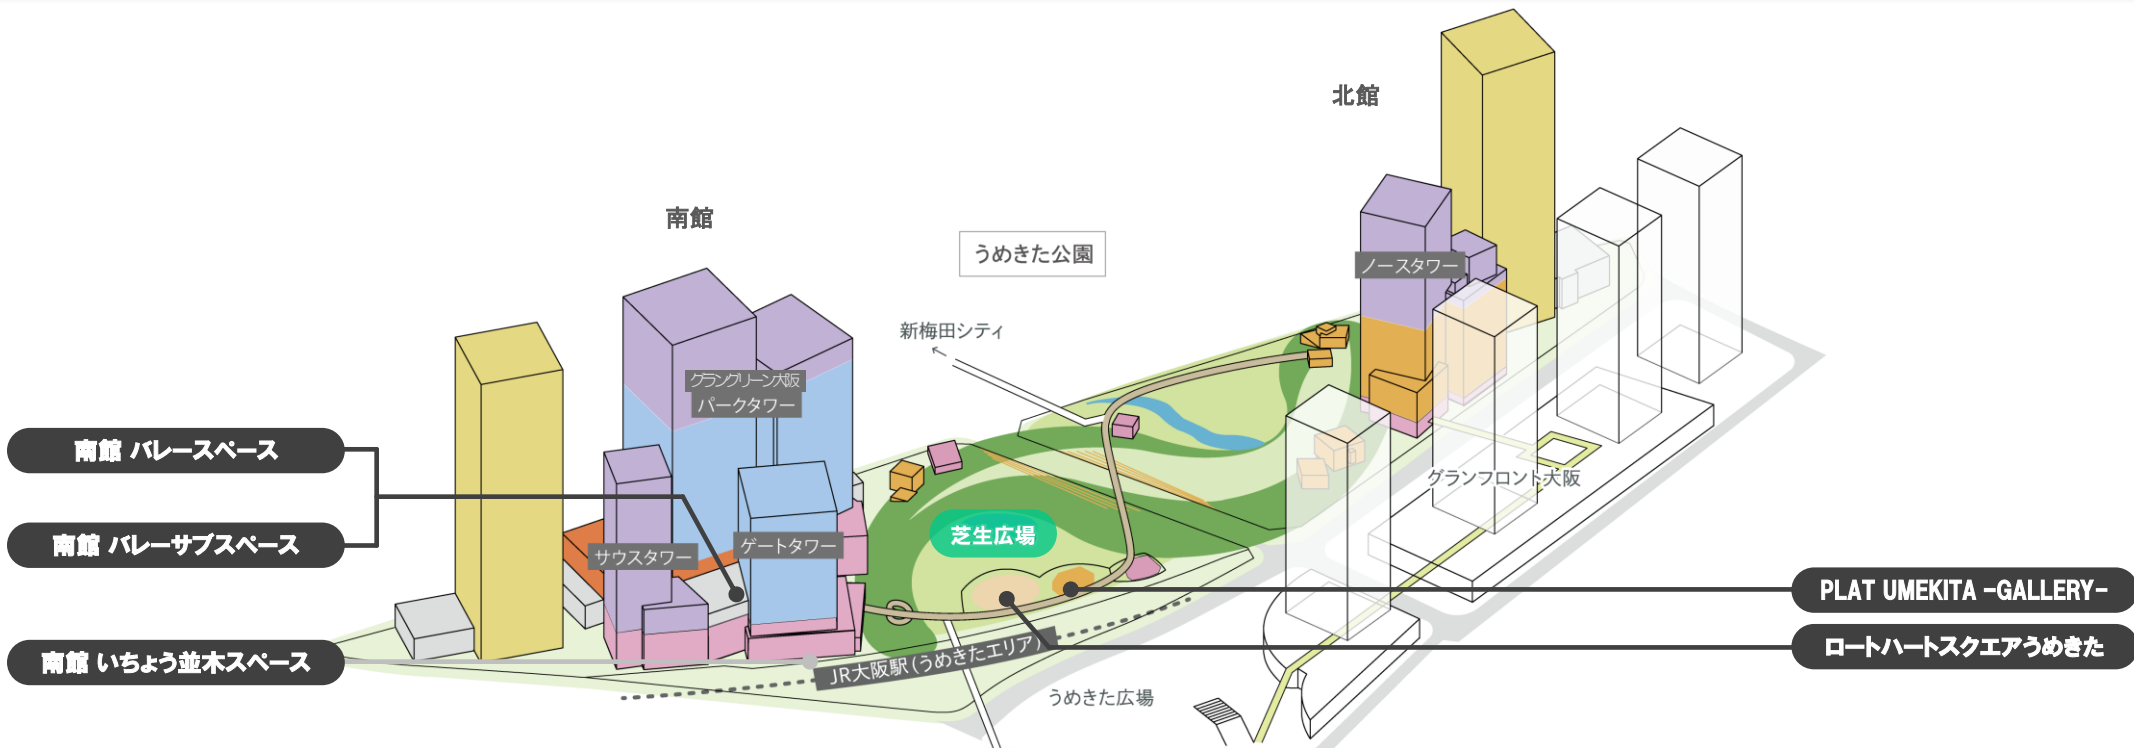 北館
南館
うめきた公園
ノースタワー
新梅田シティ
グラングリーン大阪
パークタワー
南館 バレースペース
グランフロント大阪
芝生広場
南館 バレーサブスペース
サウスタワー
ゲートタワー
PLAT UMEKITA -GALLERY-
南館 いちょう並木スペース
JR大阪駅(うめきたエリア)
ロートハートスクエアうめきた
うめきた広場